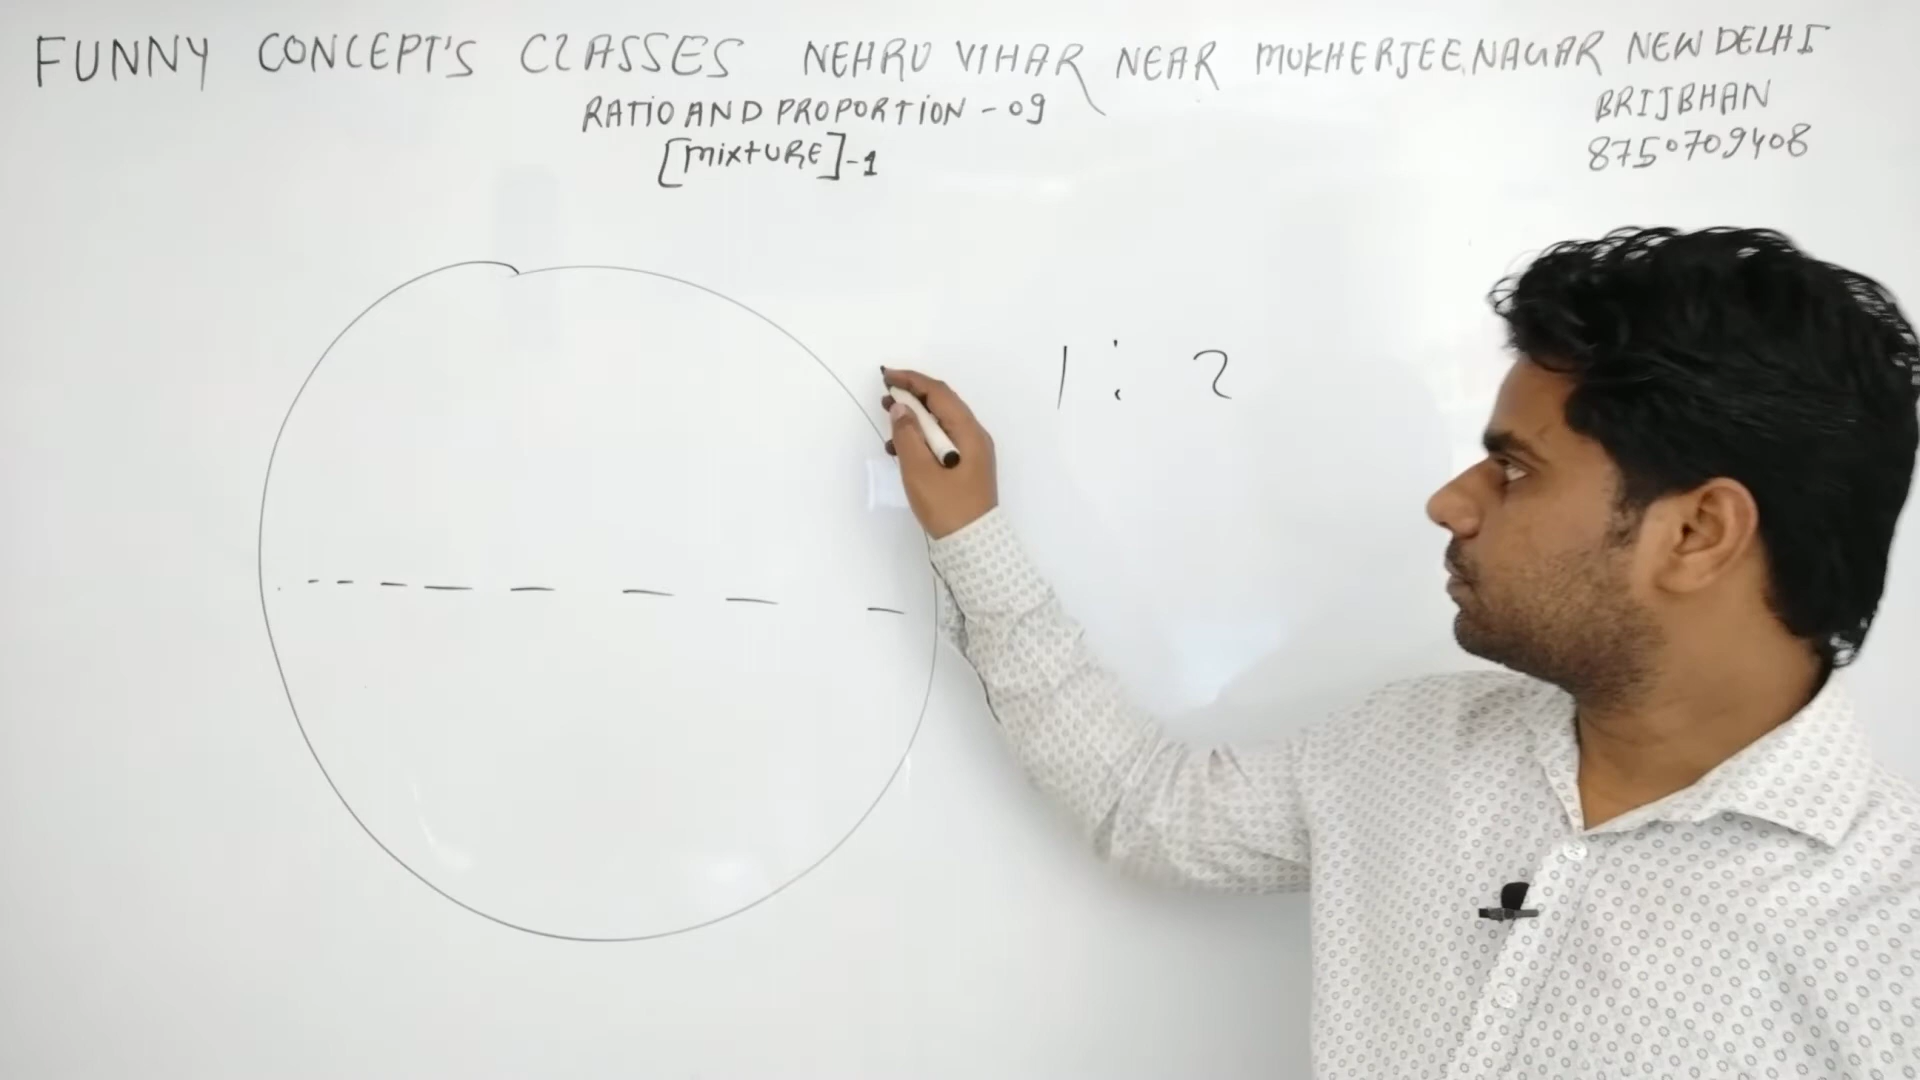 FUNNY CONCEPT'S CLASSES NEHRU VIHAR NEAR MUKHERJEE NAGAR NEW DELHI
RATIO AND PROPORTION - 09
[MIXTURE]-1
BRIJBHAN
8750709408
1 : 2